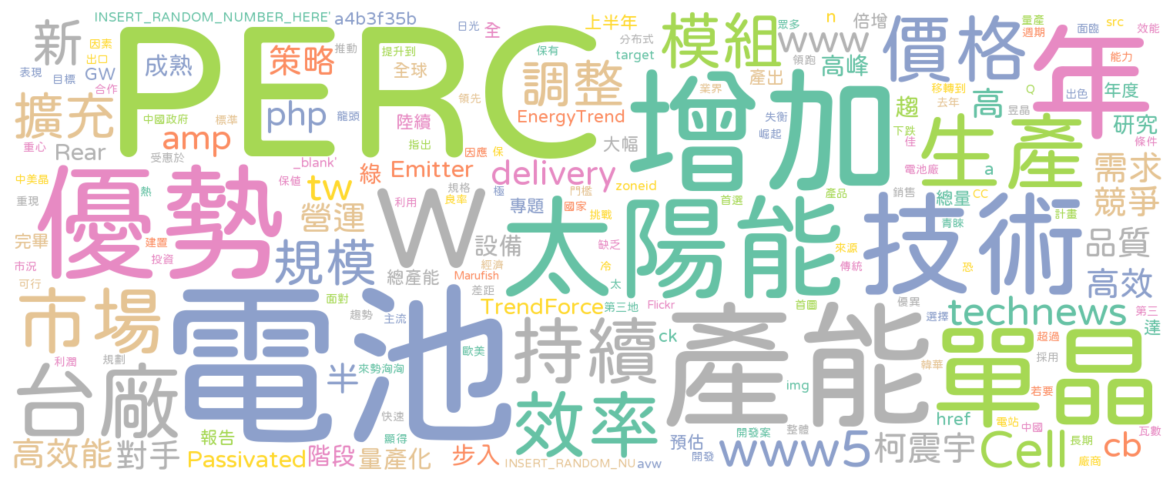 PERC
電池
太陽能
增加
產能
單晶
優勢
技術
年
價格
生產
模組
市場
台廠
持續
效率
W
調整
擴充
新
規模
策略
成熟
GW
php
amp
tw
營運
綠
Emitter
delivery
EnergyTrend
Rear
www
www5
technews
Cell
cb
柯震宇
品質
高效
需求
競爭
研究
年度
高
趨
高峰
倍增
n
上半年
a4b3f35b
INSERT_RANDOM_NUMBER_HERE'
全
全球
陸續
大幅
設備
總產能
TrendForce
專題
半
步入
階段
量產化
Passivated
對手
高效能
報告
預估
ck
href
達
總量
產出
a
完畢
因素
出口
合作
表現
目標
中國政府
標準
龍頭
推動
提升到
日光
保有
分布式
target
眾多
領跑
業界
領先
指出
因應
保
極
規格
良率
利用
國家
鬥檻
挑戰
zoneid
缺乏
冷
太
經濟
差距
Marufish
第三地
Flickr
首圖
首選
產品
來源
傳統
恐
銷售
CC
青睞
計畫
昱晶
失衡
崛起
電池廠
下跌
佳
移轉到
去年
Q
量產
週期
面臨
出色
src
效能
能力
條件
重心
受惠於
_blank'
保值
熱
中美晶
重現
建置
投資
市況
可行
利潤
規劃
面對
趨勢
主流
來勢洶洶
快速
顯得
歐美
INSERT_RANDOM_NU
avw
img
開發案
開發
整體
優異
選擇
韓華
電站
中國
超過
採用
若要
第三
長期
廠商
瓦數